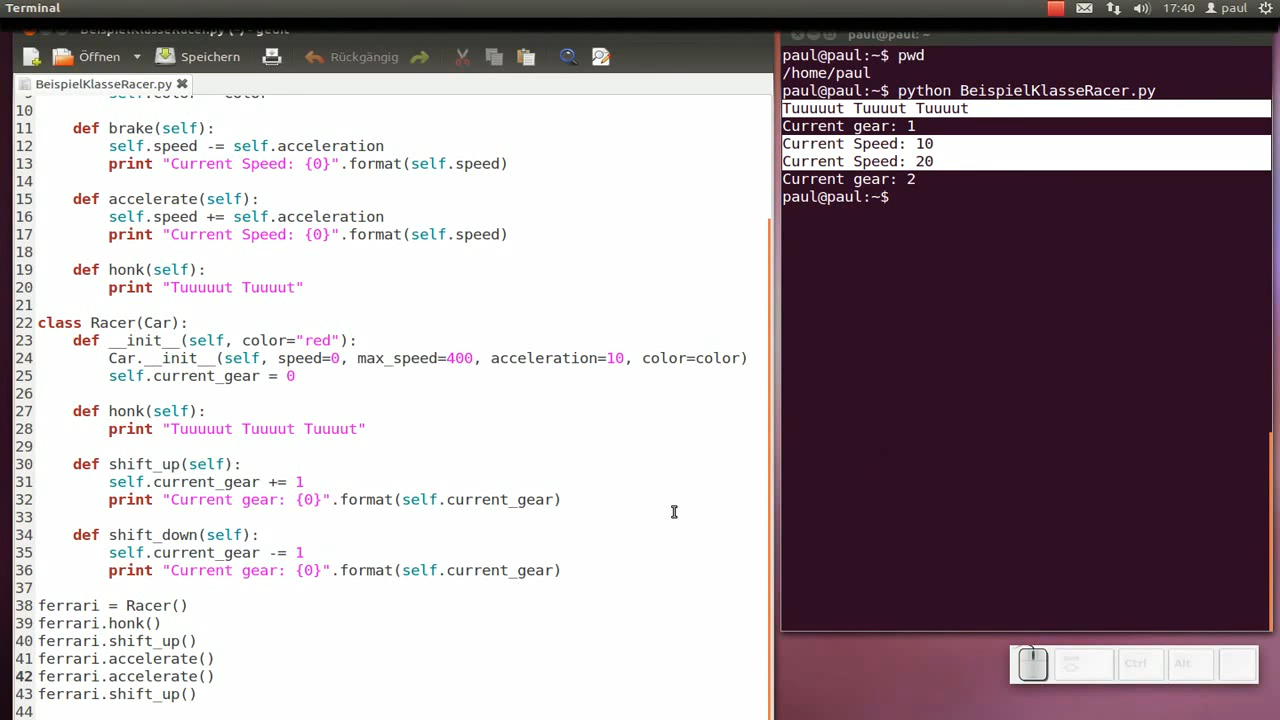 Terminal
17:40 paul
BeispielKlasseRacer.py
paul@paul: ~
Öffnen Speichern Rückgängig
BeispielKlasseRacer.py
10
11 def brake(self):
12 self.speed -= self.acceleration
13 print "Current Speed: {0}".format(self.speed)
14
15 def accelerate(self):
16 self.speed += self.acceleration
17 print "Current Speed: {0}".format(self.speed)
18
19 def honk(self):
20 print "Tuuuuut Tuuuut"
21
22 class Racer(Car):
23 def __init__(self, color="red"):
24 Car.__init__(self, speed=0, max_speed=400, acceleration=10, color=color)
25 self.current_gear = 0
26
27 def honk(self):
28 print "Tuuuuut Tuuuut Tuuuut"
29
30 def shift_up(self):
31 self.current_gear += 1
32 print "Current gear: {0}".format(self.current_gear)
33
34 def shift_down(self):
35 self.current_gear -= 1
36 print "Current gear: {0}".format(self.current_gear)
37
38 ferrari = Racer()
39 ferrari.honk()
40 ferrari.shift_up()
41 ferrari.accelerate()
42 ferrari.accelerate()
43 ferrari.shift_up()
44
paul@paul:~$ pwd
/home/paul
paul@paul:~$ python BeispielKlasseRacer.py
Tuuuuut Tuuuut Tuuuut
Current gear: 1
Current Speed: 10
Current Speed: 20
Current gear: 2
paul@paul:~$
Ctrl Alt